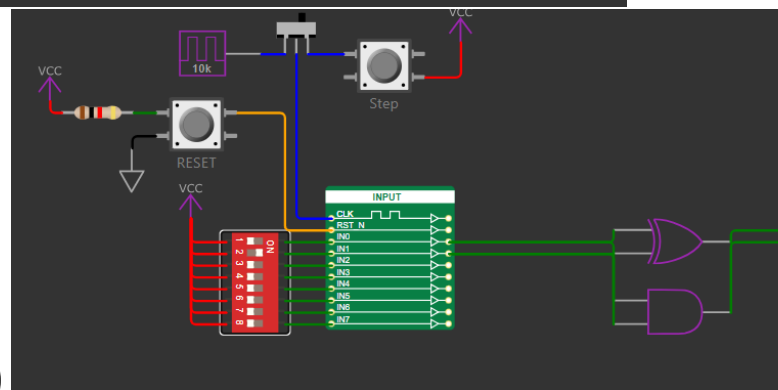 VCC
10k
Step
VCC
RESET
VCC
INPUT
CLK
RST_N
IN0
IN1
IN2
IN3
IN4
IN5
IN6
IN7
ON
1
2
3
4
5
6
7
8